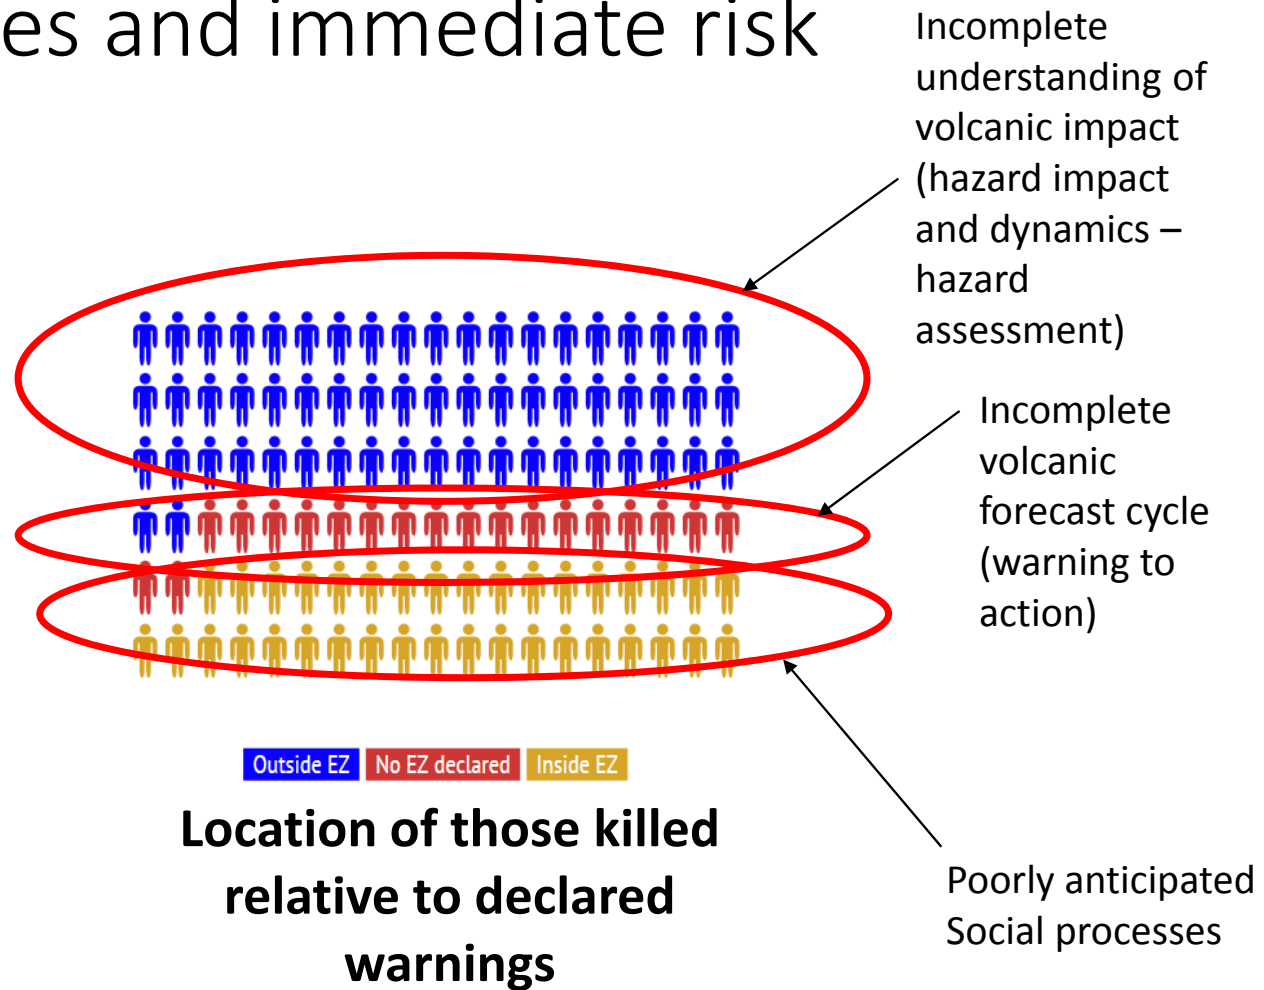 es and immediate risk
Incomplete
understanding of
volcanic impact
(hazard impact
and dynamics –
hazard
assessment)
Incomplete
volcanic
forecast cycle
(warning to
action)
Outside EZ No EZ declared Inside EZ
Location of those killed
relative to declared
warnings
Poorly anticipated
Social processes